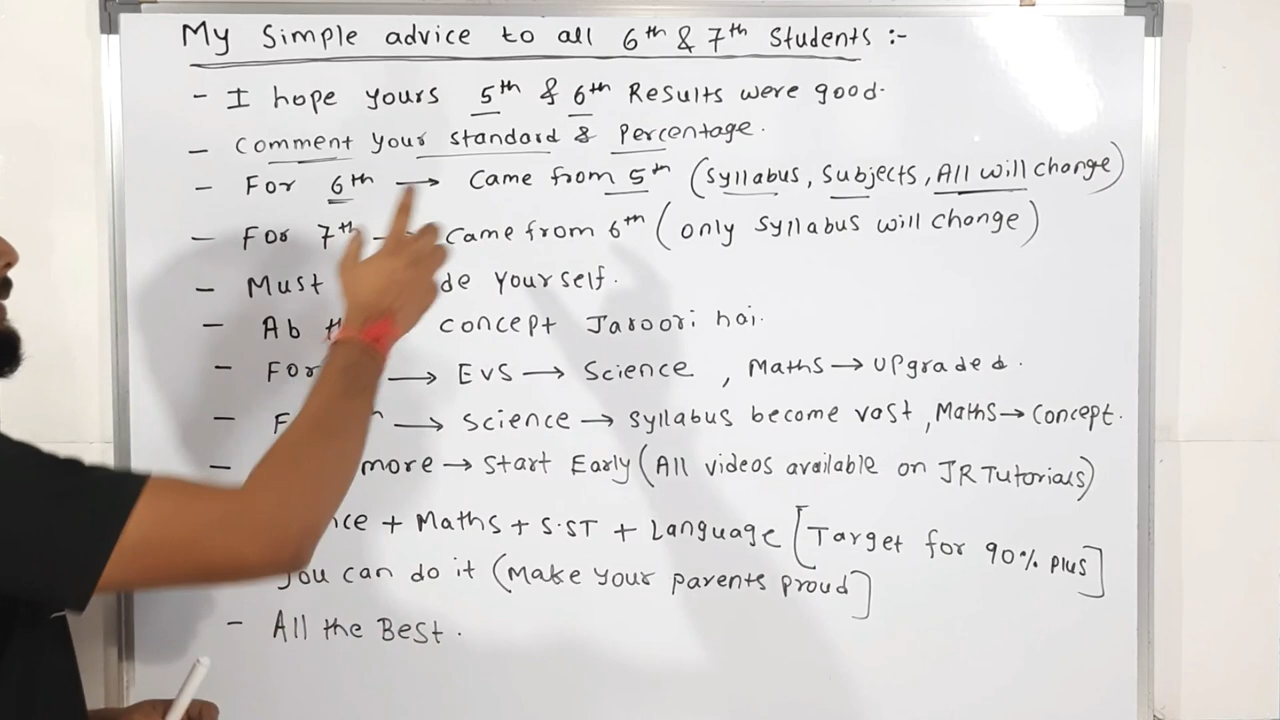 My Simple advice to all 6th & 7th Students :-
- I hope yours 5th & 6th Results were good.
- Comment your standard & Percentage.
- For 6th → Came from 5th (Syllabus, Subjects, All will change)
- For 7th → Came from 6th (only Syllabus will change)
- Must de yourself.
- Ab concept Jaroori hai.
- For → EVS → Science , Maths → upgraded.
- → Science → syllabus become vast, Maths → concept.
- more → Start Early (All videos available on JR Tutorials)
nce + Maths + S.ST + Language [Target for 90% plus]
you can do it (Make your parents proud]
- All the Best.